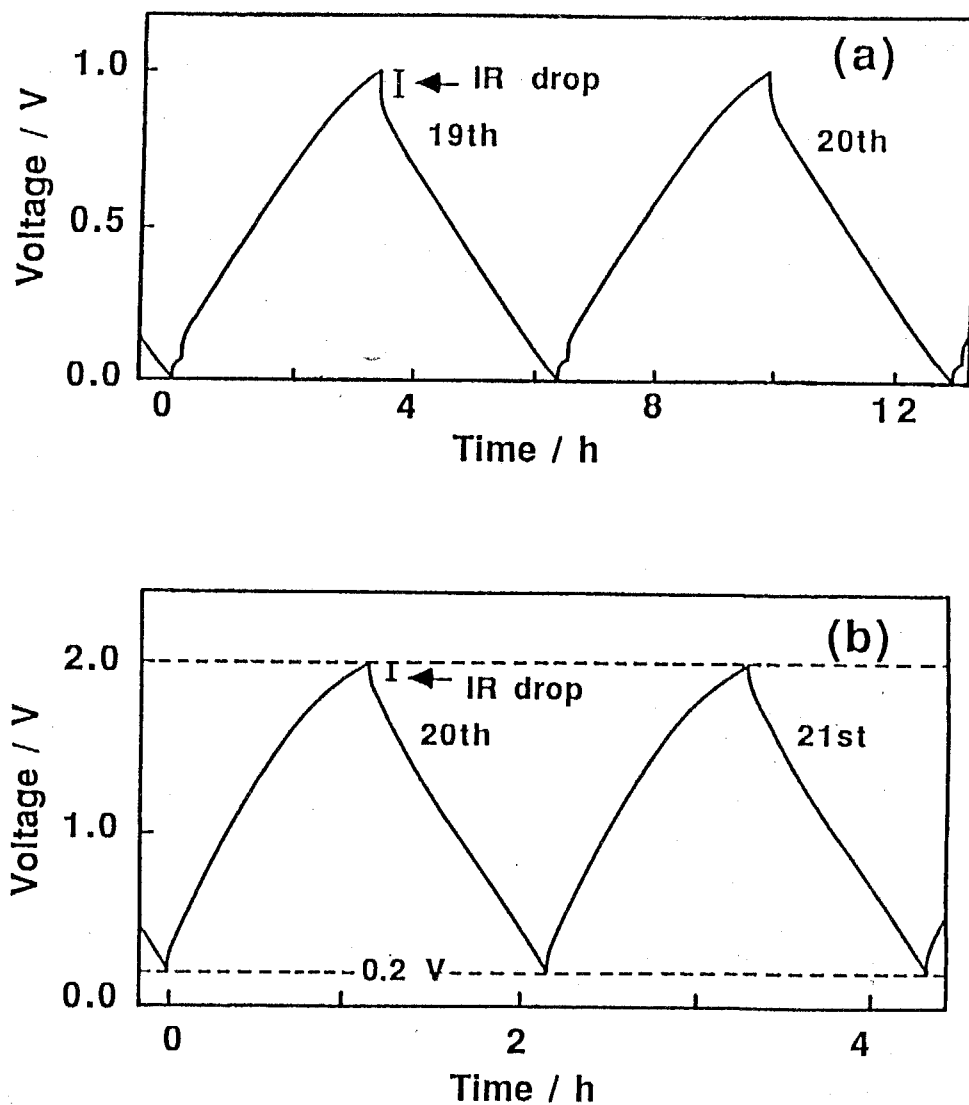 (a)
1.0
IR drop
19th
20th
Voltage / V
0.5
0.0
0 4 8 12
Time / h
(b)
2.0
IR drop
20th
21st
Voltage / V
1.0
0.2 V
0.0
0 2 4
Time / h